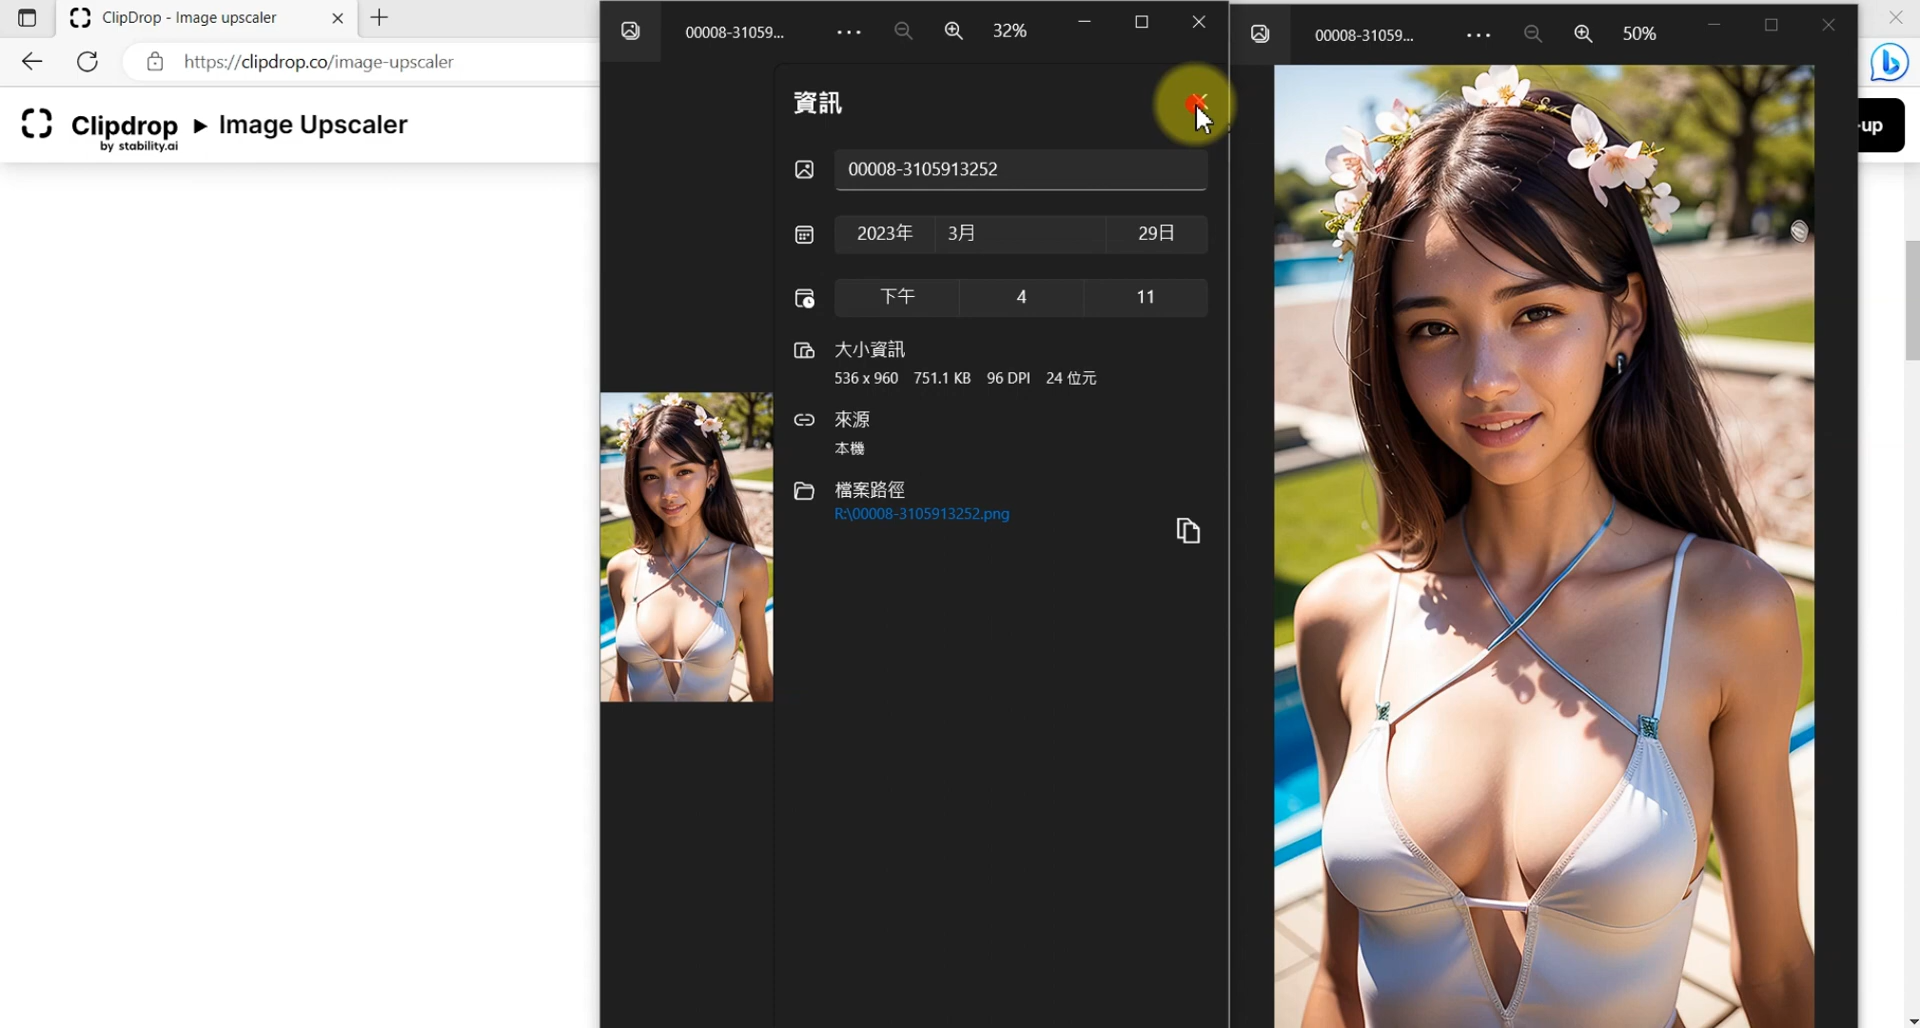 ClipDrop - Image upscaler
https://clipdrop.co/image-upscaler
Clipdrop ▶ Image Upscaler
by stability.ai
00008-31059... ... 32%
資訊
00008-3105913252
2023年 3月 29日
下午 4 11
大小資訊
536 x 960 751.1 KB 96 DPI 24 位元
來源
本機
檔案路徑
R:\00008-3105913252.png
00008-31059... ... 50%
-up